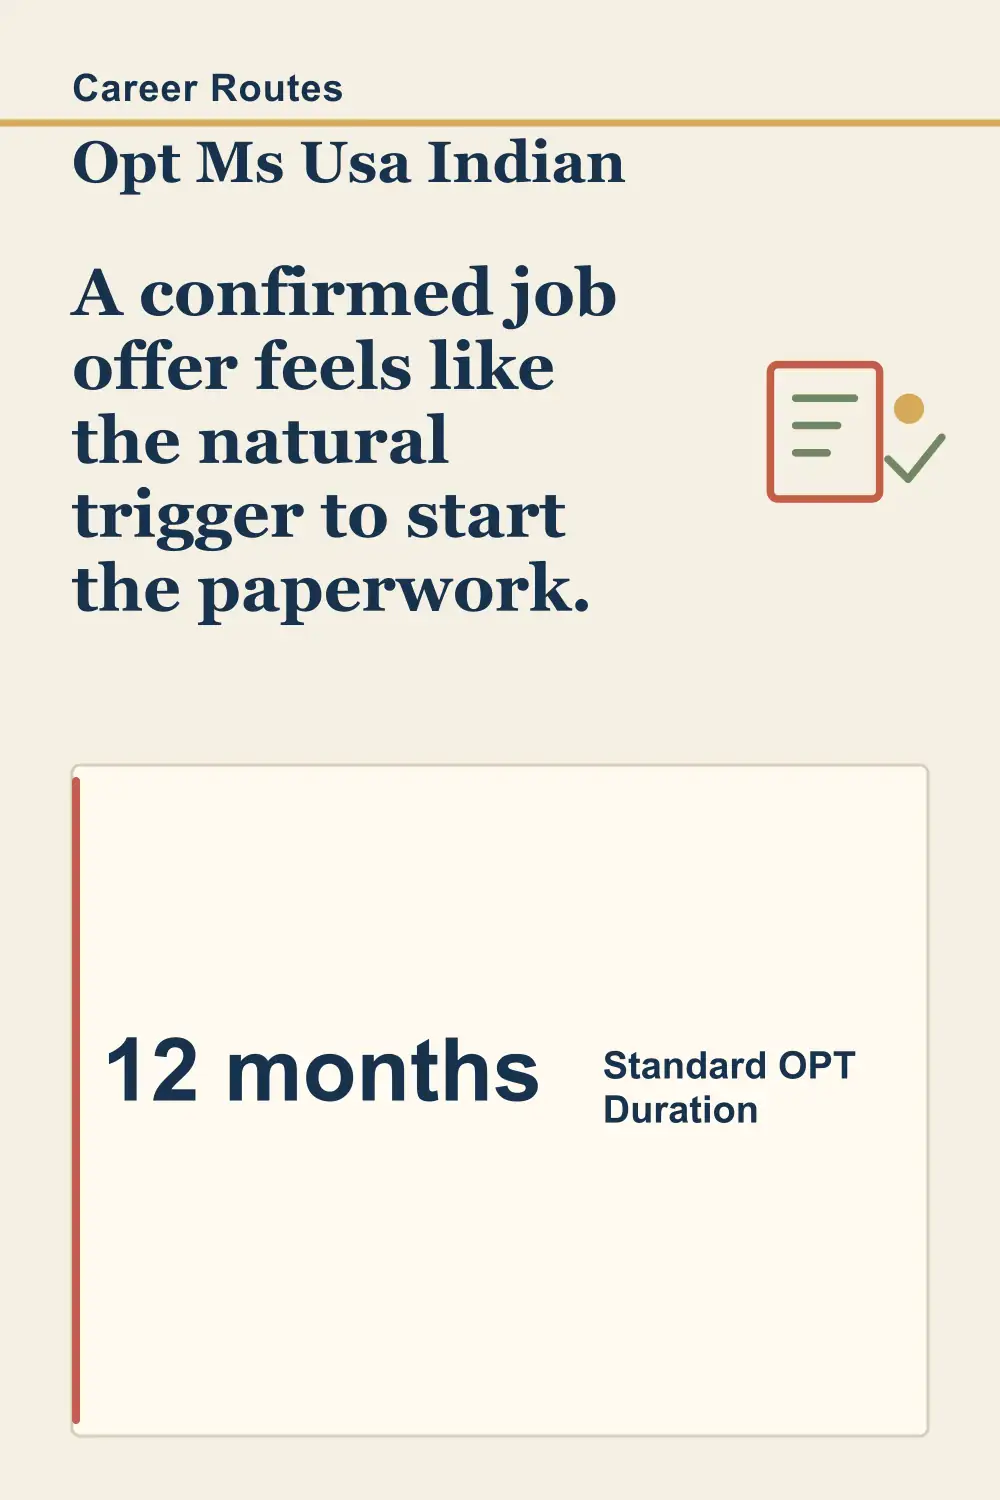 Career Routes
Opt Ms Usa Indian
A confirmed job
offer feels like
the natural
trigger to start
the paperwork.
12 months
Standard OPT
Duration